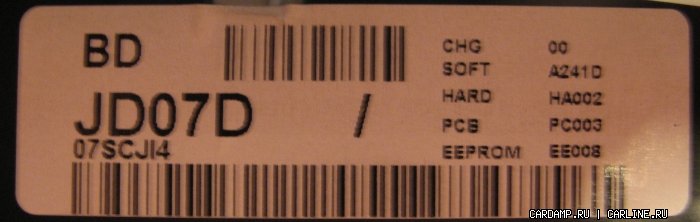 BD
CHG 00
SOFT A241D
HARD HA002
JD07D /
PCB PC003
07SCJI4
EEPROM EE008
CARDAMP.RU | CARLINE.RU